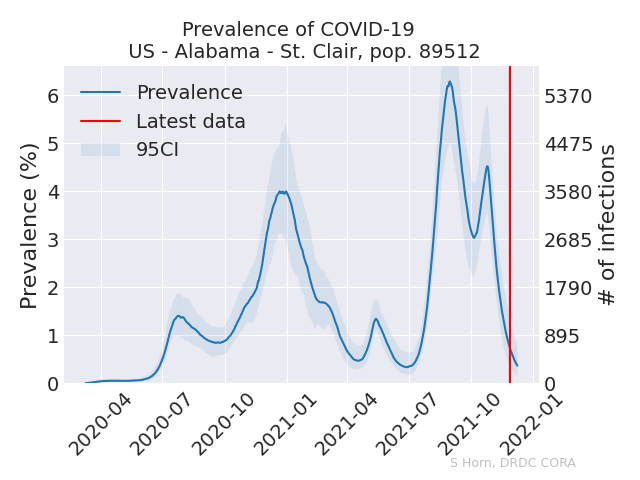 Prevalence of COVID-19
US - Alabama - St. Clair, pop. 89512
Prevalence
Latest data
95CI
Prevalence (%)
6
5
4
3
2
1
0
5370
4475
3580
2685
1790
895
0
# of infections
2020-04
2020-07
2020-10
2021-01
2021-04
2021-07
2021-10
2022-01
S Horn, DRDC CORA